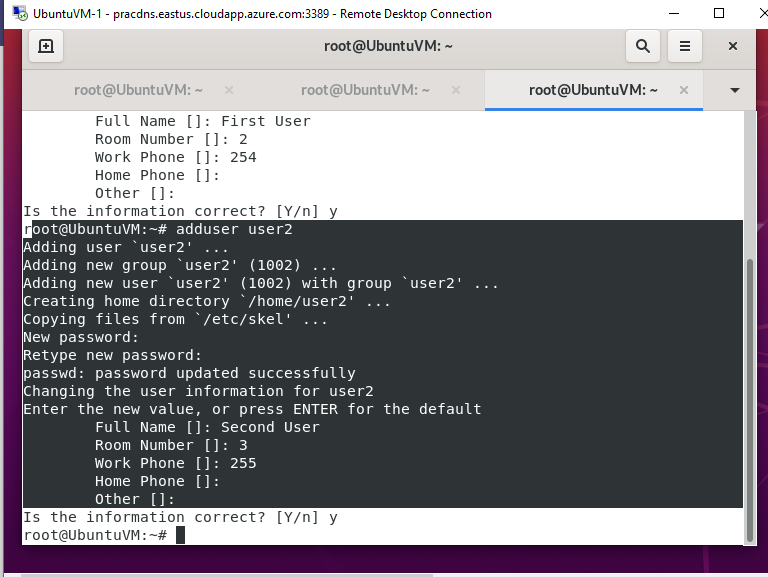 UbuntuVM-1 - pracdns.eastus.cloudapp.azure.com:3389 - Remote Desktop Connection
root@UbuntuVM: ~
root@UbuntuVM: ~ root@UbuntuVM: ~ root@UbuntuVM: ~
Full Name []: First User
Room Number []: 2
Work Phone []: 254
Home Phone []:
Other []:
Is the information correct? [Y/n] y
root@UbuntuVM:~# adduser user2
Adding user `user2' ...
Adding new group `user2' (1002) ...
Adding new user `user2' (1002) with group `user2' ...
Creating home directory `/home/user2' ...
Copying files from `/etc/skel' ...
New password:
Retype new password:
passwd: password updated successfully
Changing the user information for user2
Enter the new value, or press ENTER for the default
Full Name []: Second User
Room Number []: 3
Work Phone []: 255
Home Phone []:
Other []:
Is the information correct? [Y/n] y
root@UbuntuVM:~#